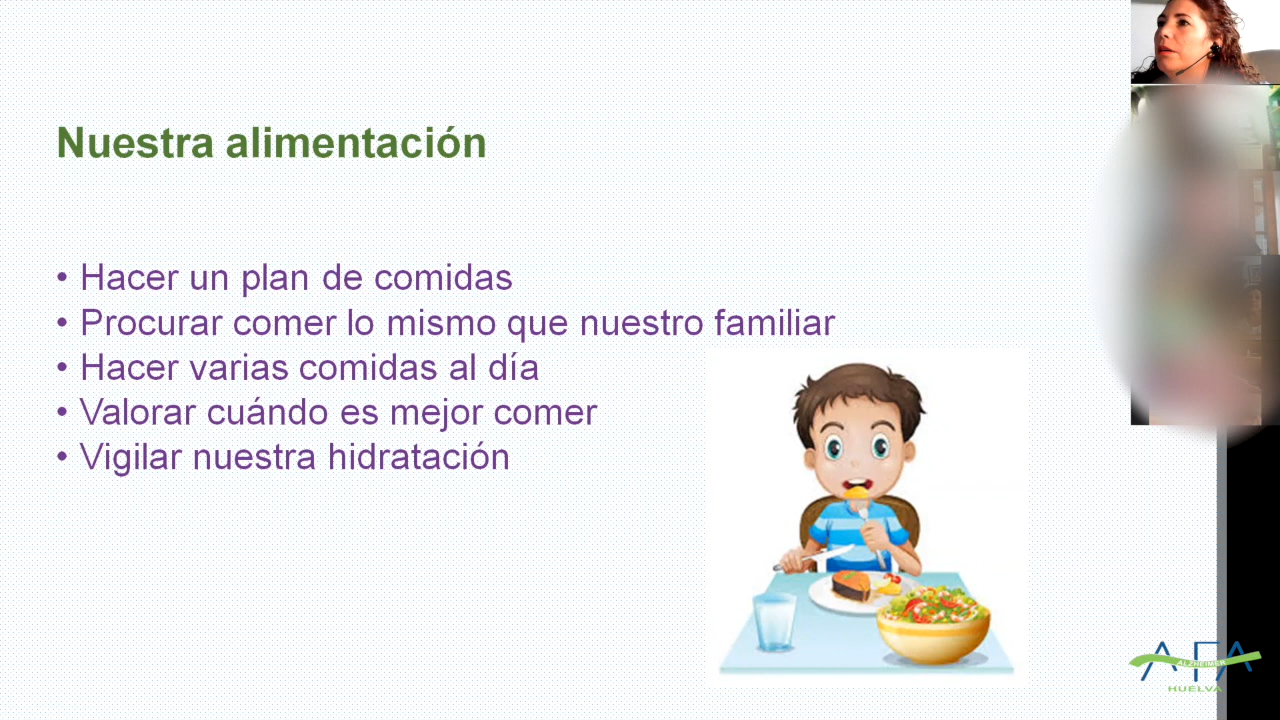 Nuestra alimentación
• Hacer un plan de comidas
• Procurar comer lo mismo que nuestro familiar
• Hacer varias comidas al día
• Valorar cuándo es mejor comer
• Vigilar nuestra hidratación
AFA
ALZHEIMER
HUELVA